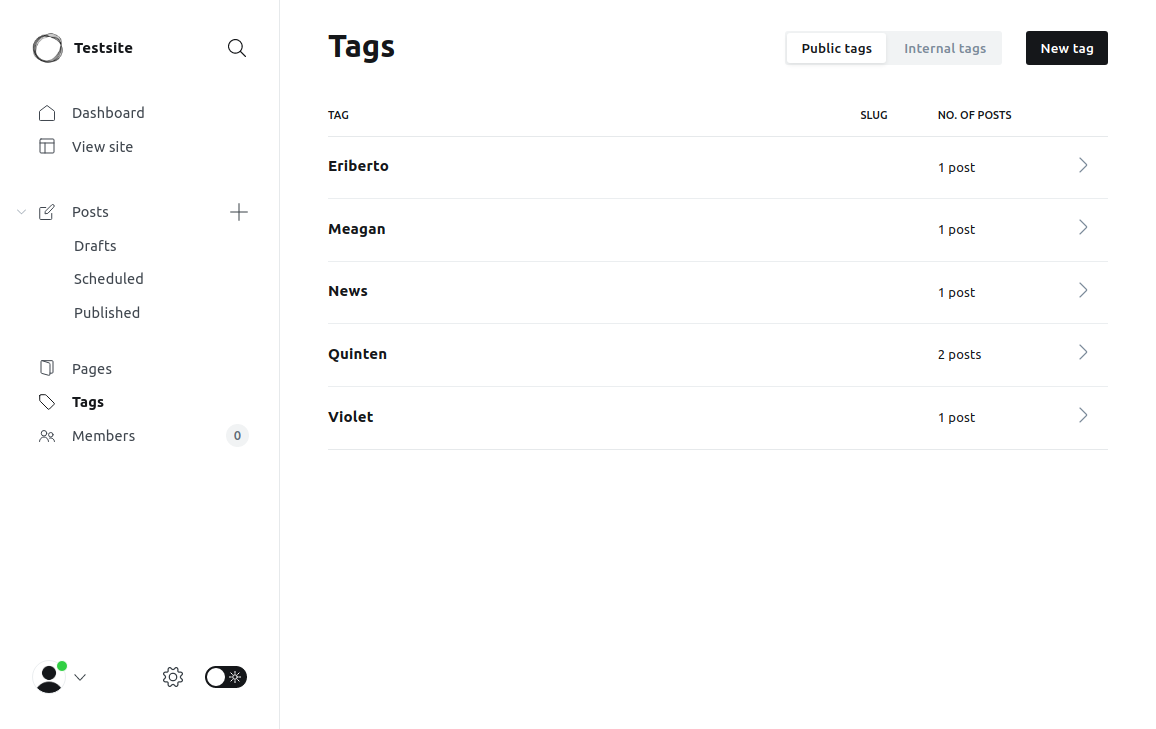 Testsite
Dashboard
View site
Posts
Drafts
Scheduled
Published
Pages
Tags
Members 0
Tags
Public tags Internal tags New tag
TAG SLUG NO. OF POSTS
Eriberto 1 post
Meagan 1 post
News 1 post
Quinten 2 posts
Violet 1 post